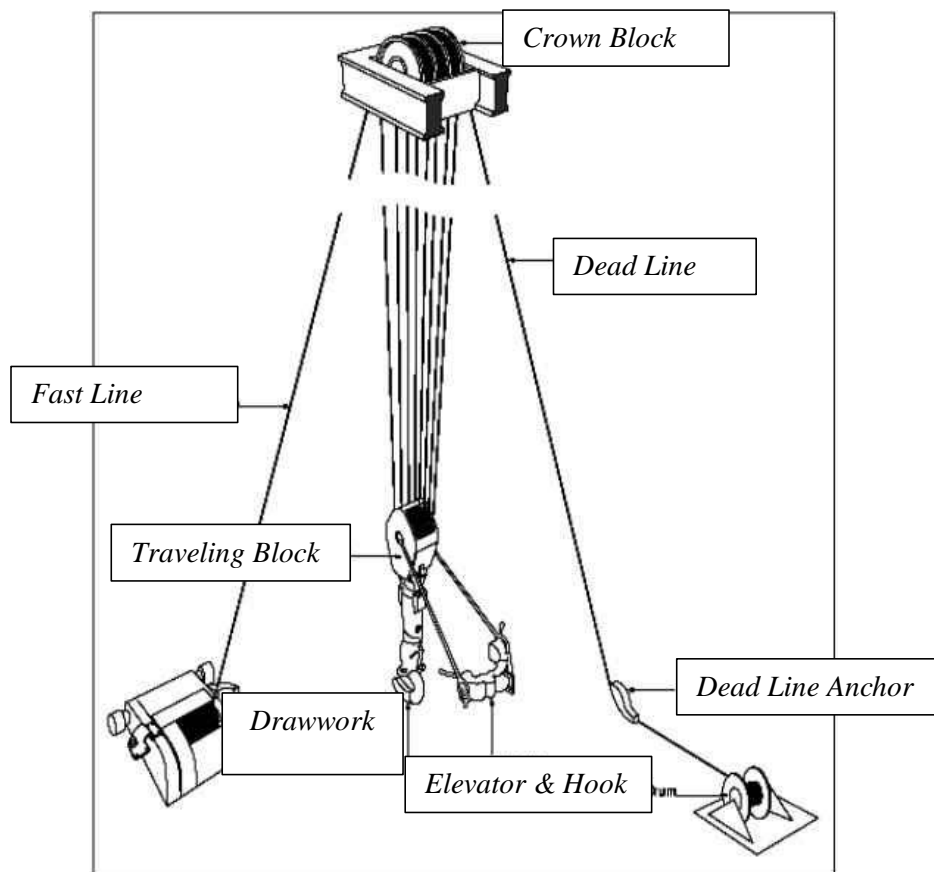 Crown Block
Dead Line
Fast Line
Traveling Block
Dead Line Anchor
Drawwork
Elevator & Hook